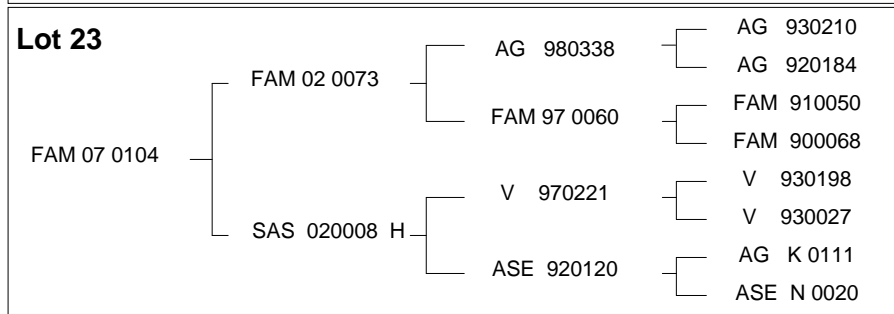 Lot 23
AG 930210
AG 980338
AG 920184
FAM 02 0073
FAM 910050
FAM 97 0060
FAM 900068
FAM 07 0104
V 930198
V 970221
V 930027
SAS 020008 H
AG K 0111
ASE 920120
ASE N 0020